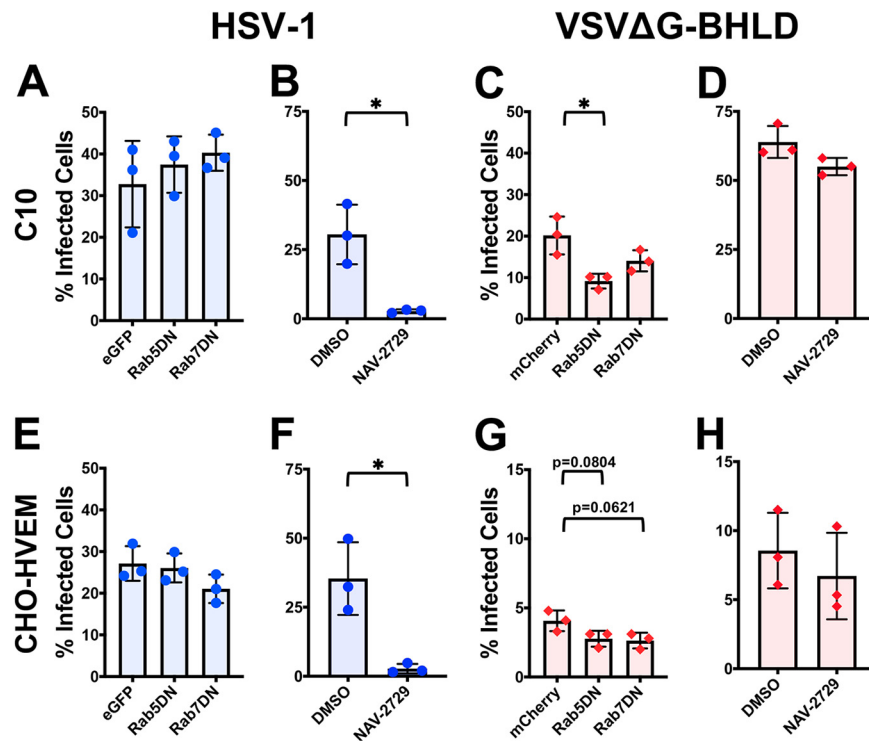 HSV-1 VSVΔG-BHLD
A B C D
C10
% Infected Cells
50
40
30
20
10
0
eGFP Rab5DN Rab7DN
*
75
50
25
0
DMSO NAV-2729
% Infected Cells
*
50
40
30
20
10
0
mCherry Rab5DN Rab7DN
75
50
25
0
DMSO NAV-2729
E F G H
CHO-HVEM
% Infected Cells
50
40
30
20
10
0
eGFP Rab5DN Rab7DN
*
75
50
25
0
DMSO NAV-2729
% Infected Cells
p=0.0804
p=0.0621
15
10
5
0
mCherry Rab5DN Rab7DN
15
10
5
0
DMSO NAV-2729